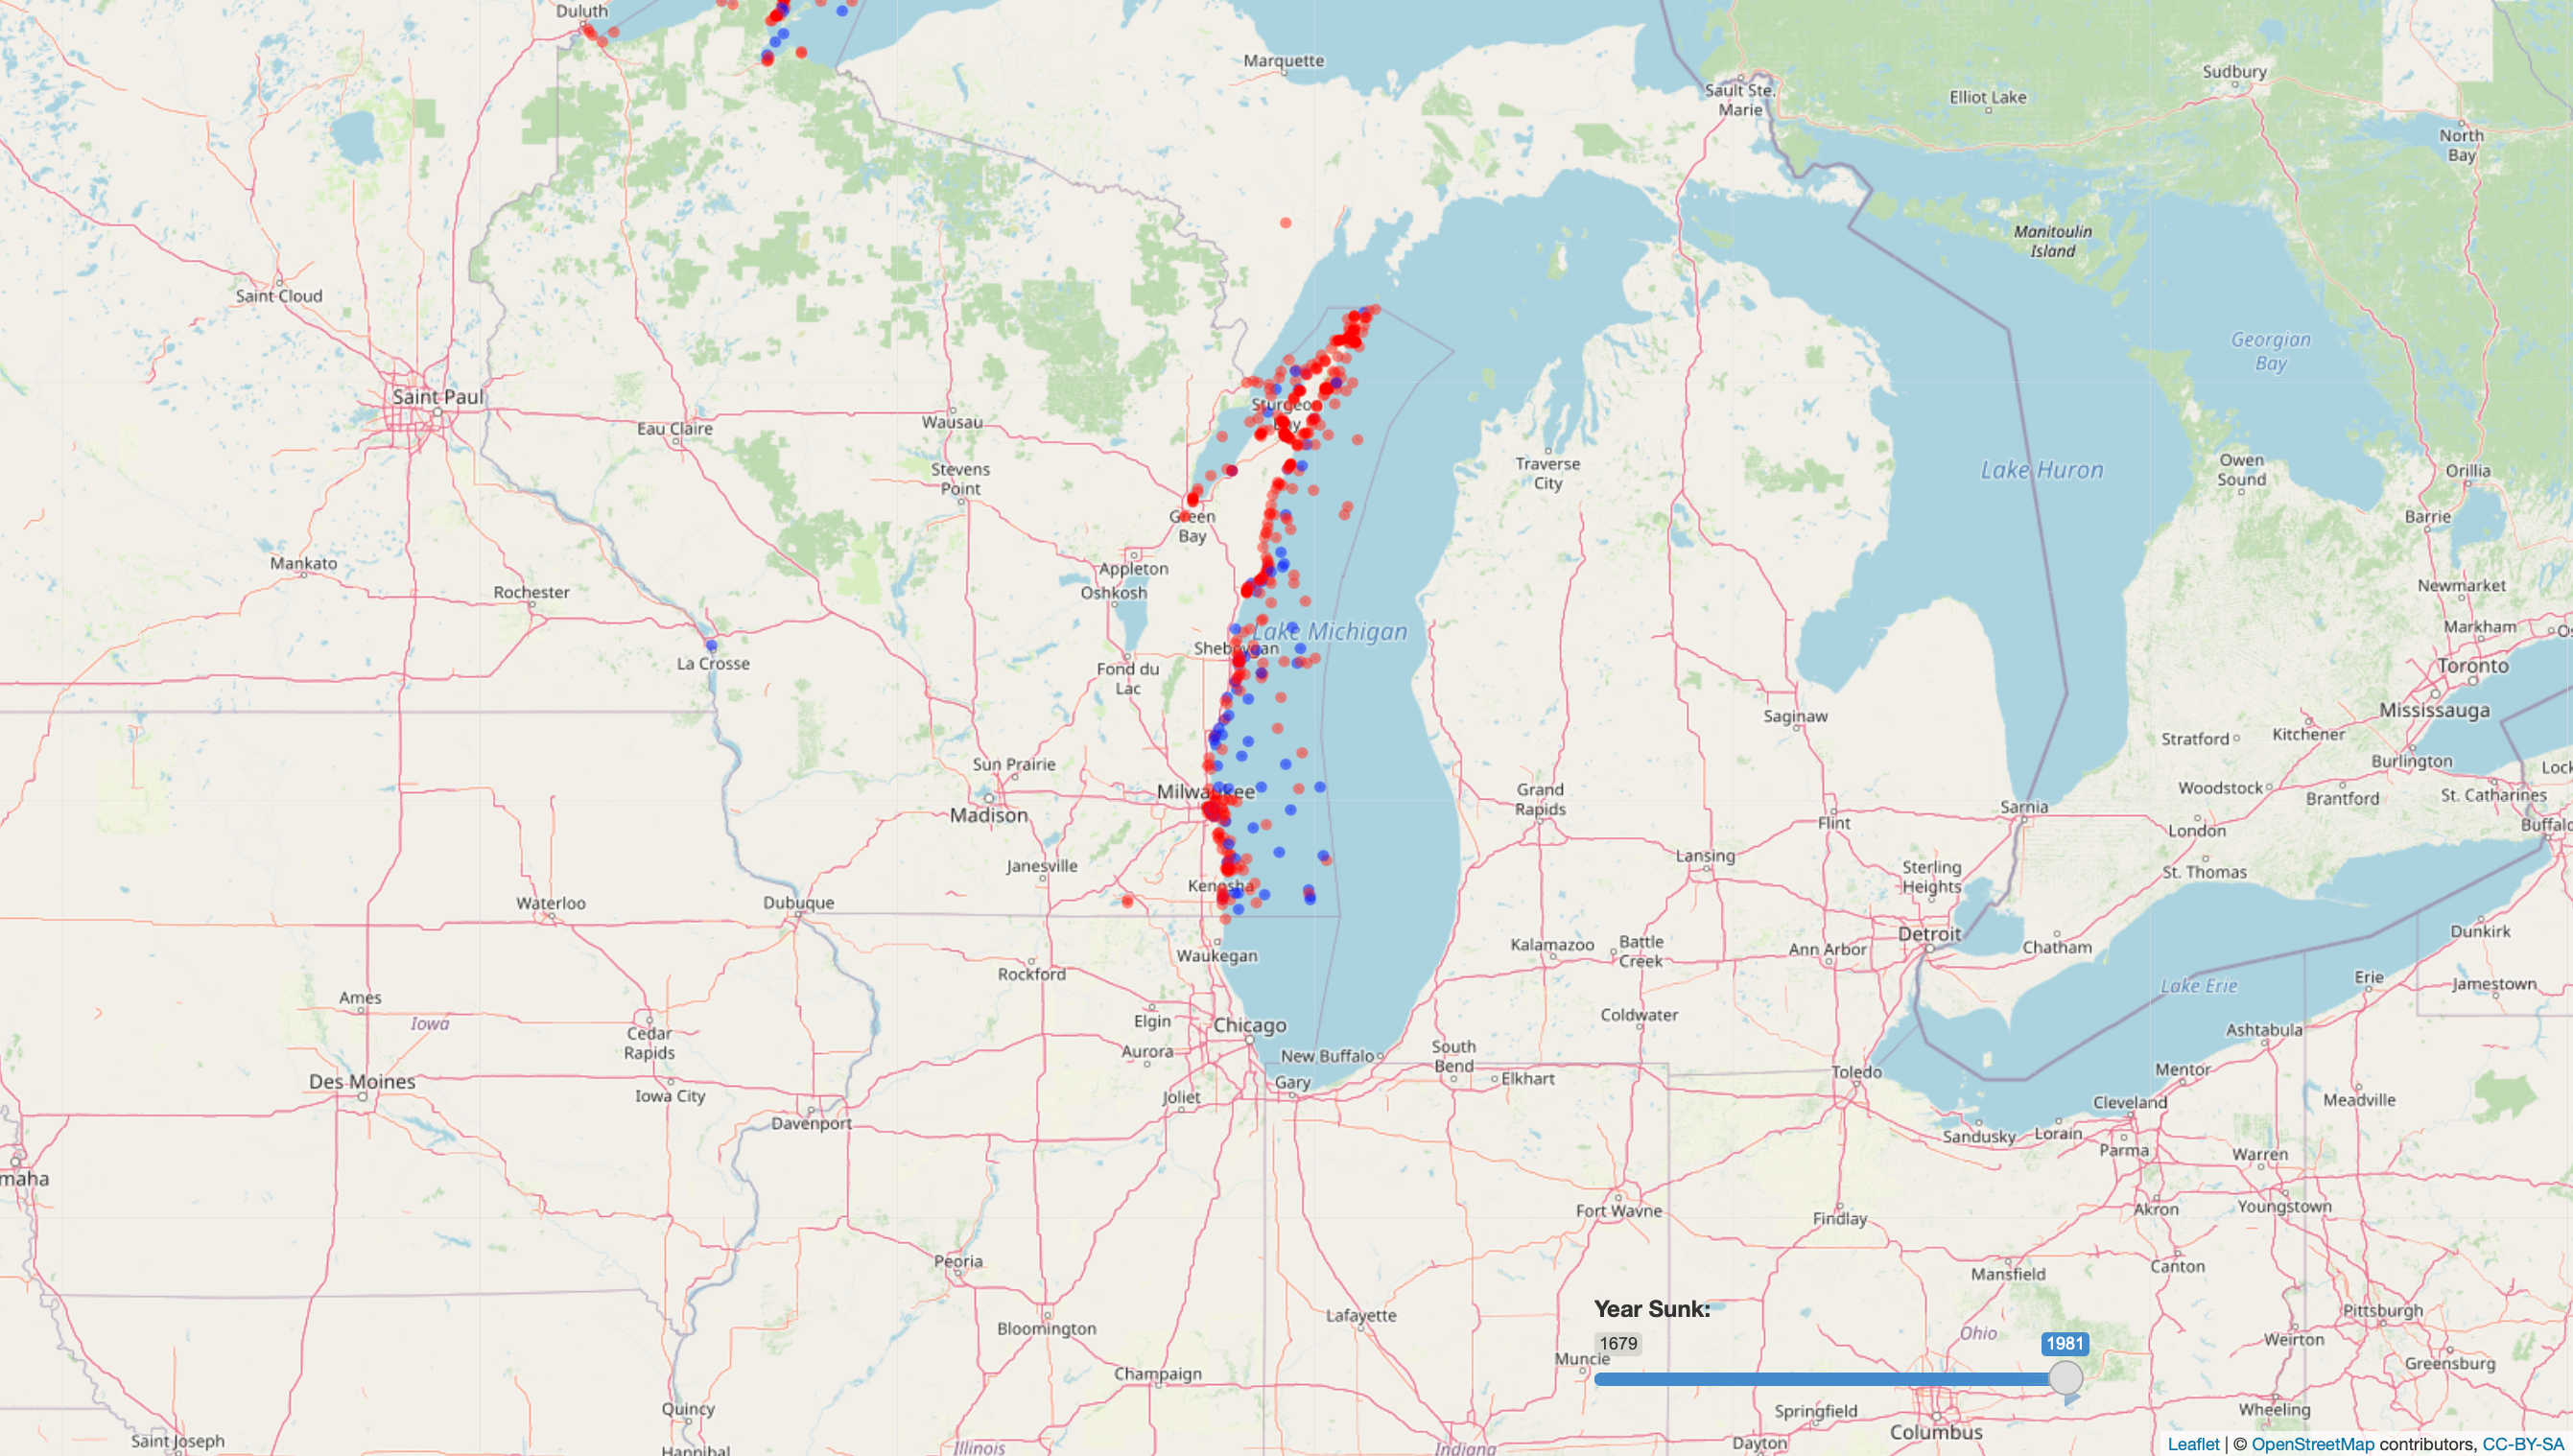 Duluth
Marquette
Sault Ste.
Marie
Elliot Lake
Sudbury
North
Bay
Manitoulin
Island
Saint Cloud
Georgian
Bay
Saint Paul
Sturgeon
Bay
Wausau
Eau Claire
Stevens
Point
Traverse
City
Lake Huron
Owen
Sound
Orillia
Green
Bay
Barrie
Mankato
Appleton
Rochester
Oshkosh
Newmarket
Lake Michigan
Markham
Os
Sheboygan
La Crosse
Fond du
Lac
Toronto
Saginaw
Mississauga
Stratford
Kitchener
Sun Prairie
Burlington
Lock
Milwaukee
Grand
Rapids
Woodstock
Brantford
St. Catharines
Madison
Sarnia
Flint
London
Buffalo
Janesville
Lansing
Sterling
Heights
St. Thomas
Kenosha
Waterloo
Dubuque
Detroit
Dunkirk
Kalamazoo
Battle
Creek
Ann Arbor
Chatham
Waukegan
Rockford
Lake Erie
Erie
Jamestown
Ames
Iowa
Elgin
Chicago
Coldwater
Cedar
Rapids
Ashtabula
Aurora
New Buffalo
South
Bend
Mentor
Des Moines
Gary
Elkhart
Toledo
Iowa City
Joliet
Cleveland
Meadville
Davenport
Sandusky
Lorain
Parma
Warren
maha
Fort Wayne
Findlay
Akron
Youngstown
Peoria
Mansfield
Canton
Year Sunk:
Pittsburgh
Lafayette
Bloomington
Ohio
1679
1981
Weirton
Muncie
Greensburg
Champaign
Quincy
Springfield
Wheeling
Columbus
Saint Joseph
Hannibal
Illinois
Indiana
Dayton
Leaflet | © OpenStreetMap contributors, CC-BY-SA